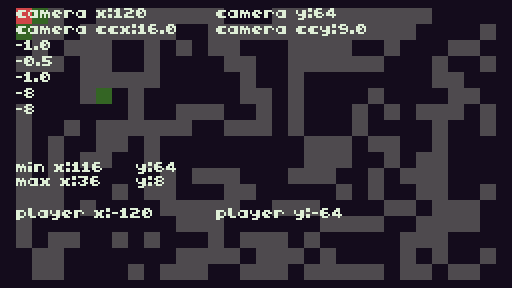 camera x:120 camera y:64
camera ccx:16.0 camera ccy:9.0
-1.0
-0.5
-1.0
-8
-8
min x:116 y:64
max x:36 y:8
player x:-120 player y:-64